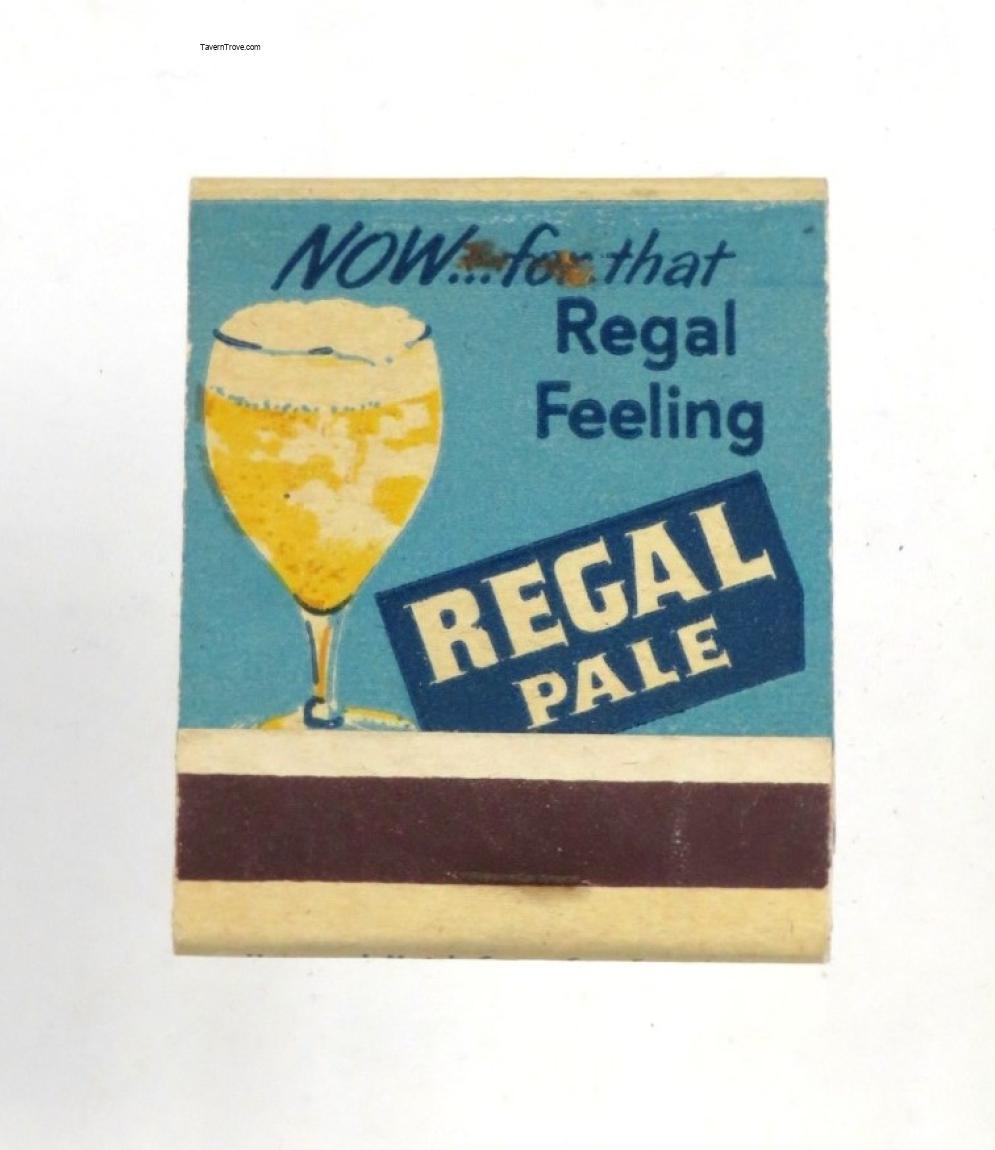 TavernTrove.com
NOW...for that
Regal
Feeling
REGAL
PALE